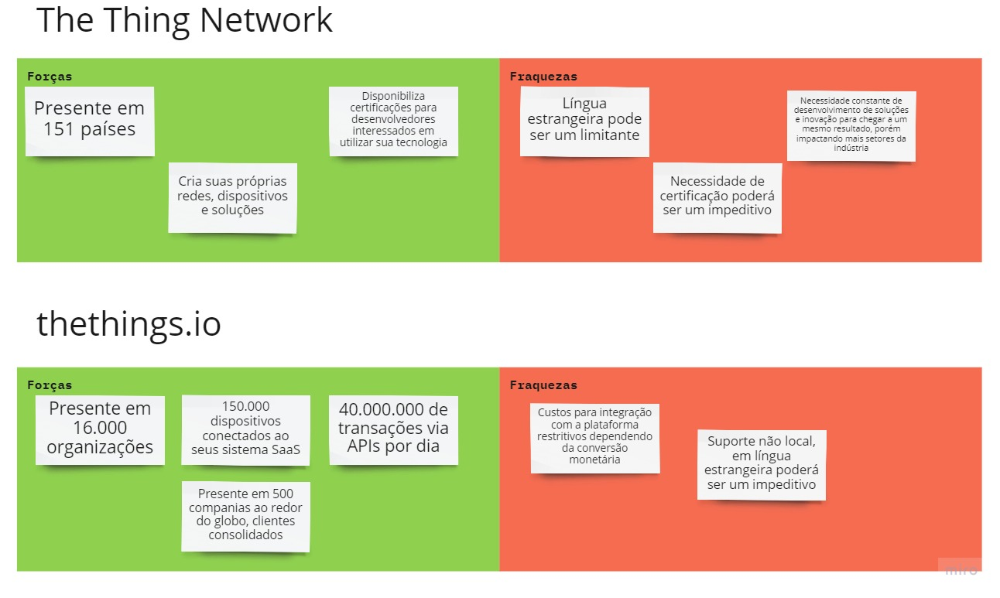 The Thing Network
Forças
Presente em
151 países
Cria suas próprias
redes, dispositivos
e soluções
Disponibiliza
certificações para
desenvolvedores
interessados em
utilizar sua tecnologia
Fraquezas
Língua
estrangeira pode
ser um limitante
Necessidade de
certificação poderá
ser um impeditivo
Necessidade constante de
desenvolvimento de soluções
e inovação para chegar a um
mesmo resultado, porém
impactando mais setores da
indústria
thethings.io
Forças
Presente em
16.000
organizações
150.000
dispositivos
conectados ao
seus sistema SaaS
40.000.000 de
transações via
APIs por dia
Presente em 500
companias ao redor
do globo, clientes
consolidados
Fraquezas
Custos para integração
com a plataforma
restritivos dependendo
da conversão
monetária
Suporte não local,
em língua
estrangeira poderá
ser um impeditivo
miro